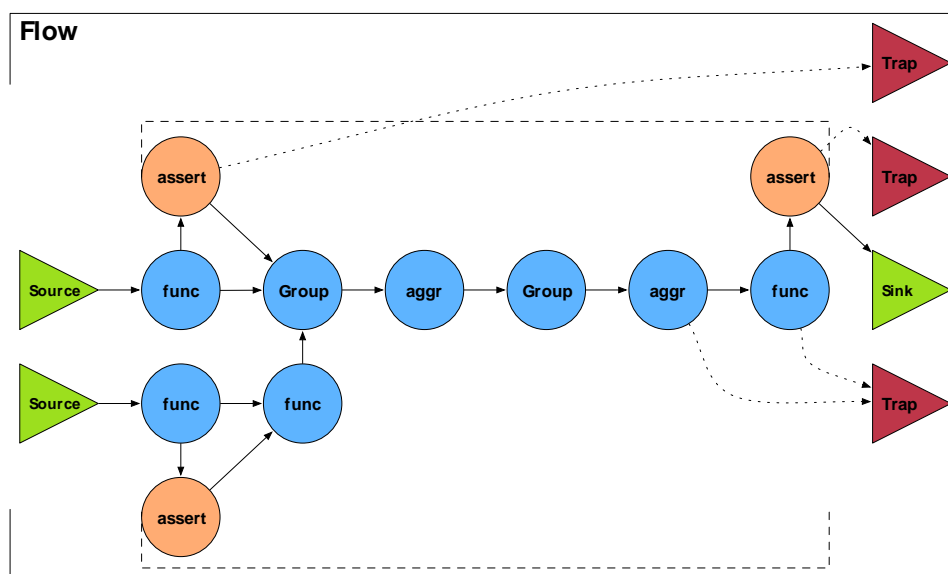 Flow
Trap
assert
assert
Trap
Source
func
Group
aggr
Group
aggr
func
Sink
Source
func
func
Trap
assert